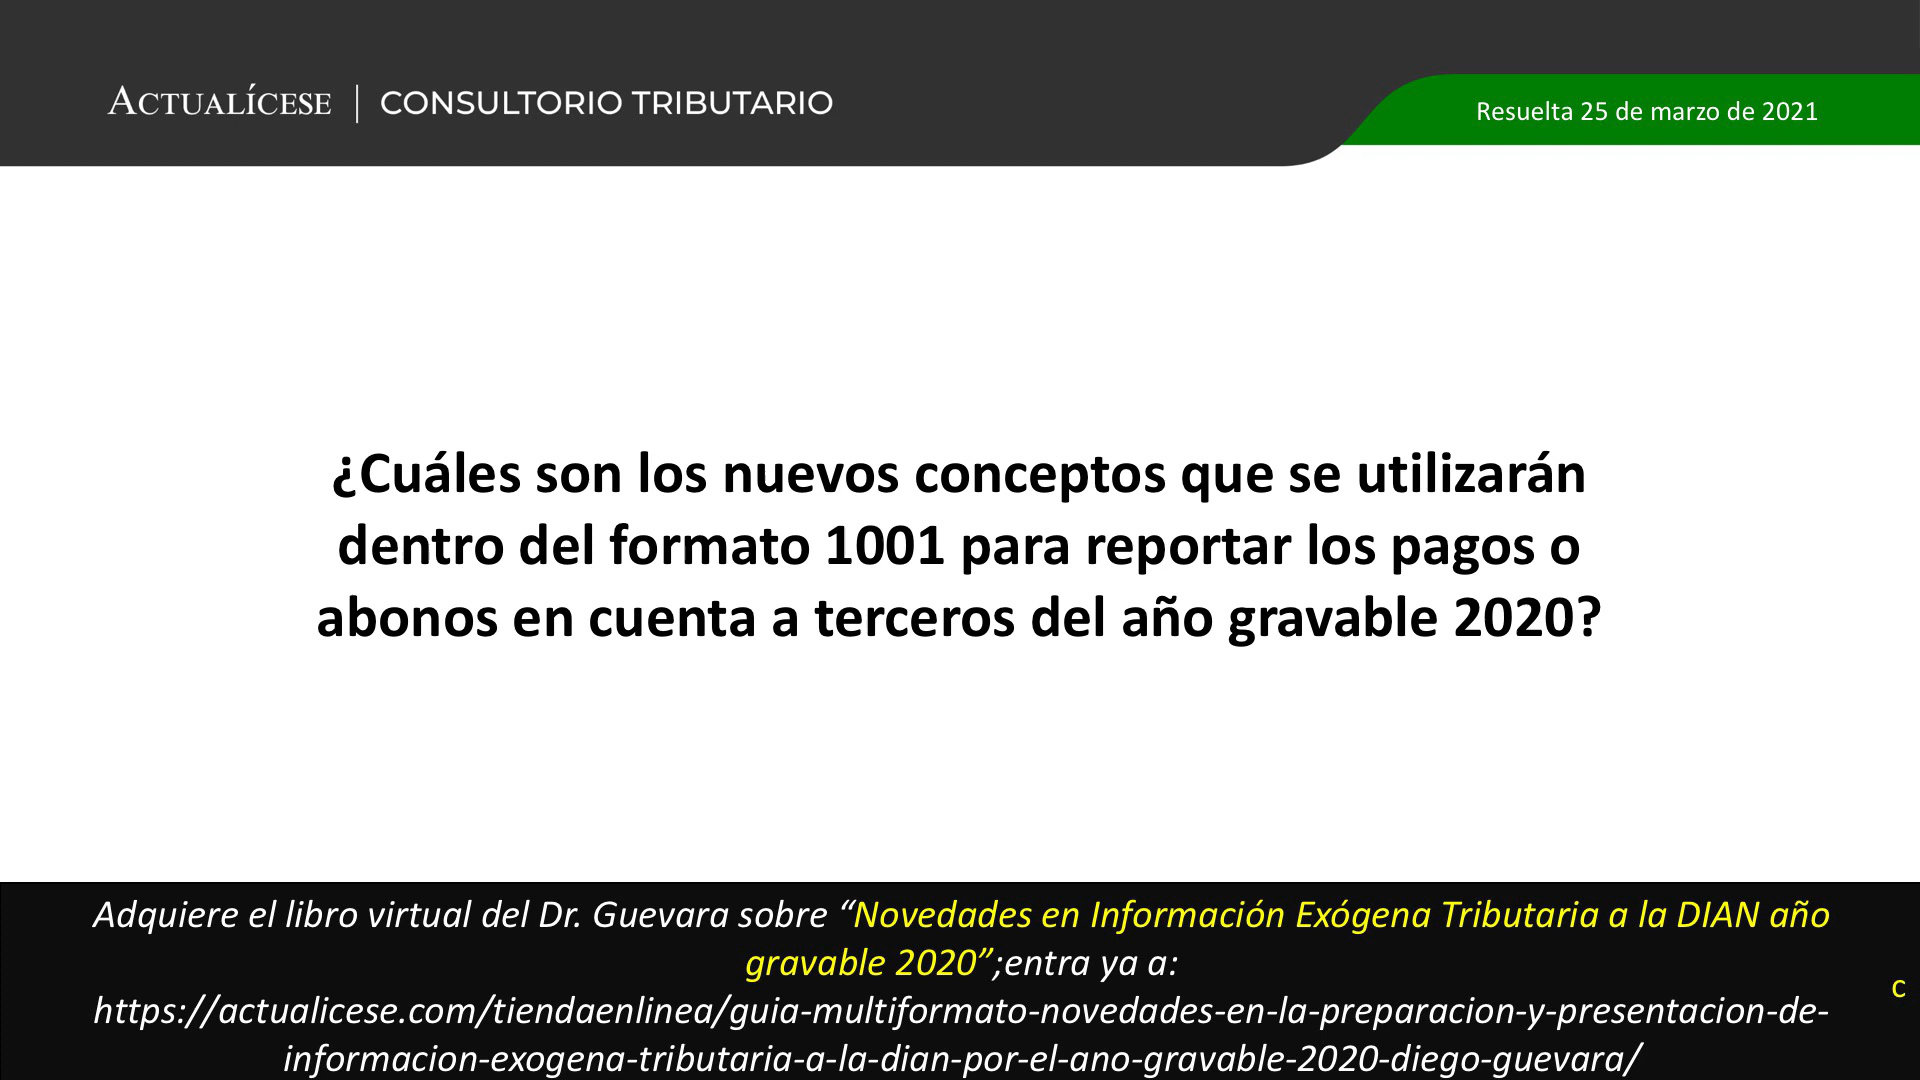 ACTUALÍCESE | CONSULTORIO TRIBUTARIO
Resuelta 25 de marzo de 2021
¿Cuáles son los nuevos conceptos que se utilizarán
dentro del formato 1001 para reportar los pagos o
abonos en cuenta a terceros del año gravable 2020?
Adquiere el libro virtual del Dr. Guevara sobre “Novedades en Información Exógena Tributaria a la DIAN año
gravable 2020”;entra ya a:
c
https://actualicese.com/tiendaenlinea/guia-multiformato-novedades-en-la-preparacion-y-presentacion-de-
informacion-exogena-tributaria-a-la-dian-por-el-ano-gravable-2020-diego-guevara/